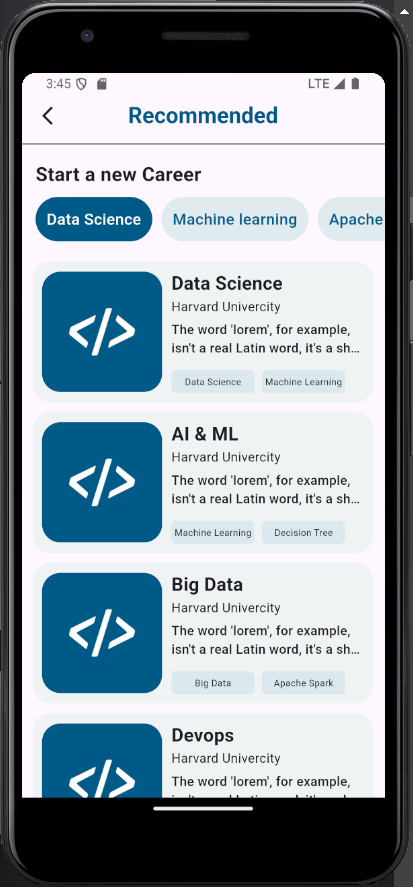 3:45 LTE
Recommended
Start a new Career
Data Science Machine learning Apache
</>
Data Science
Harvard Univercity
The word 'lorem', for example,
isn't a real Latin word, it's a sh...
Data Science Machine Learning
</>
AI & ML
Harvard Univercity
The word 'lorem', for example,
isn't a real Latin word, it's a sh...
Machine Learning Decision Tree
</>
Big Data
Harvard Univercity
The word 'lorem', for example,
isn't a real Latin word, it's a sh...
Big Data Apache Spark
</>
Devops
Harvard Univercity
The word 'lorem', for example,